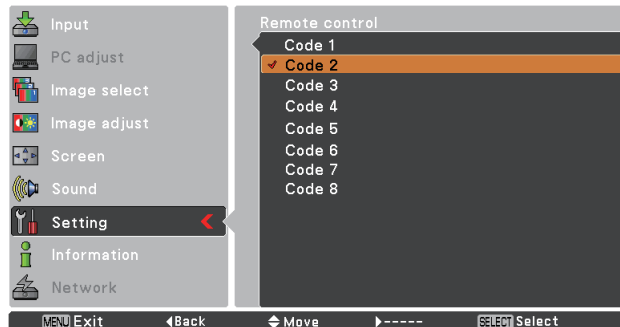 Input
PC adjust
Image select
Image adjust
Screen
Sound
Setting
Information
Network
Remote control
Code 1
Code 2
Code 3
Code 4
Code 5
Code 6
Code 7
Code 8
MENU Exit ◀Back Move ▶----- SELECT Select